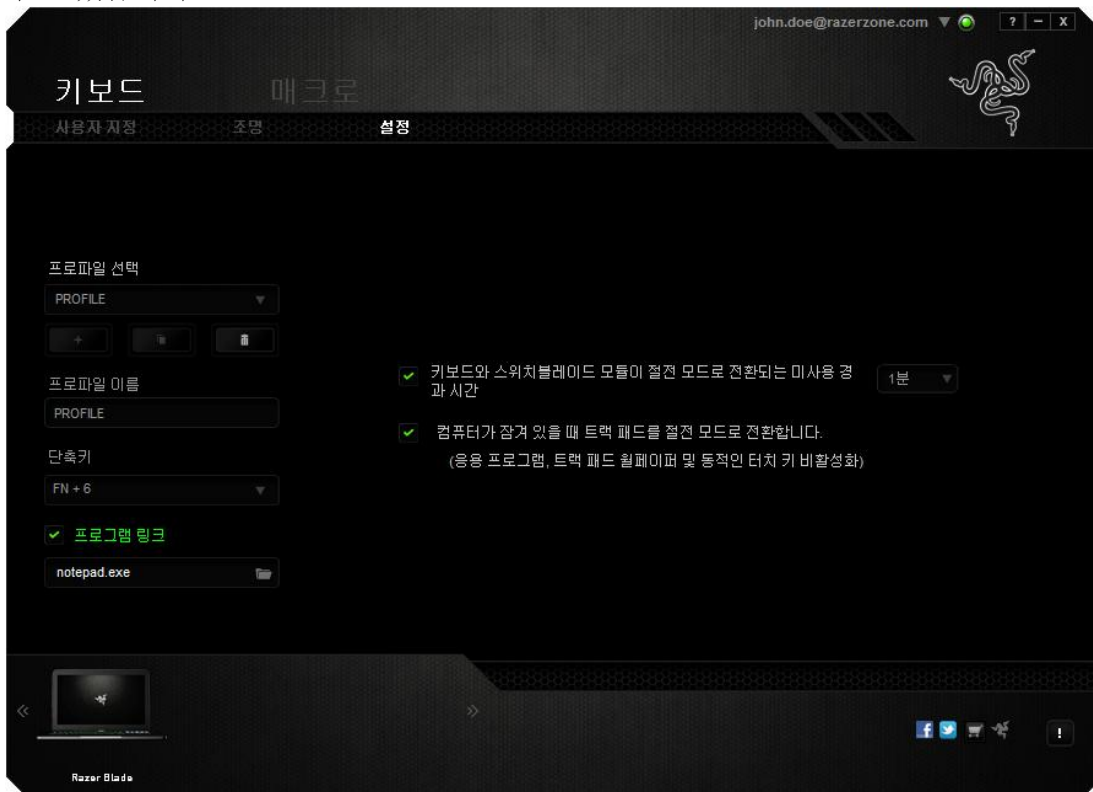 john.doe@razerzone.com
? – X
키보드 매크로
사용자 지정 조명 설정
프로파일 선택
PROFILE
프로파일 이름
PROFILE
단축키
FN + 6
프로그램 링크
notepad.exe
키보드와 스위치블레이드 모듈이 절전 모드로 전환되는 미사용 경
과 시간
1분
컴퓨터가 잠겨 있을 때 트랙 패드를 절전 모드로 전환합니다.
(응용 프로그램, 트랙 패드 월페이퍼 및 동적인 터치 키 비활성화)
Razer Blade